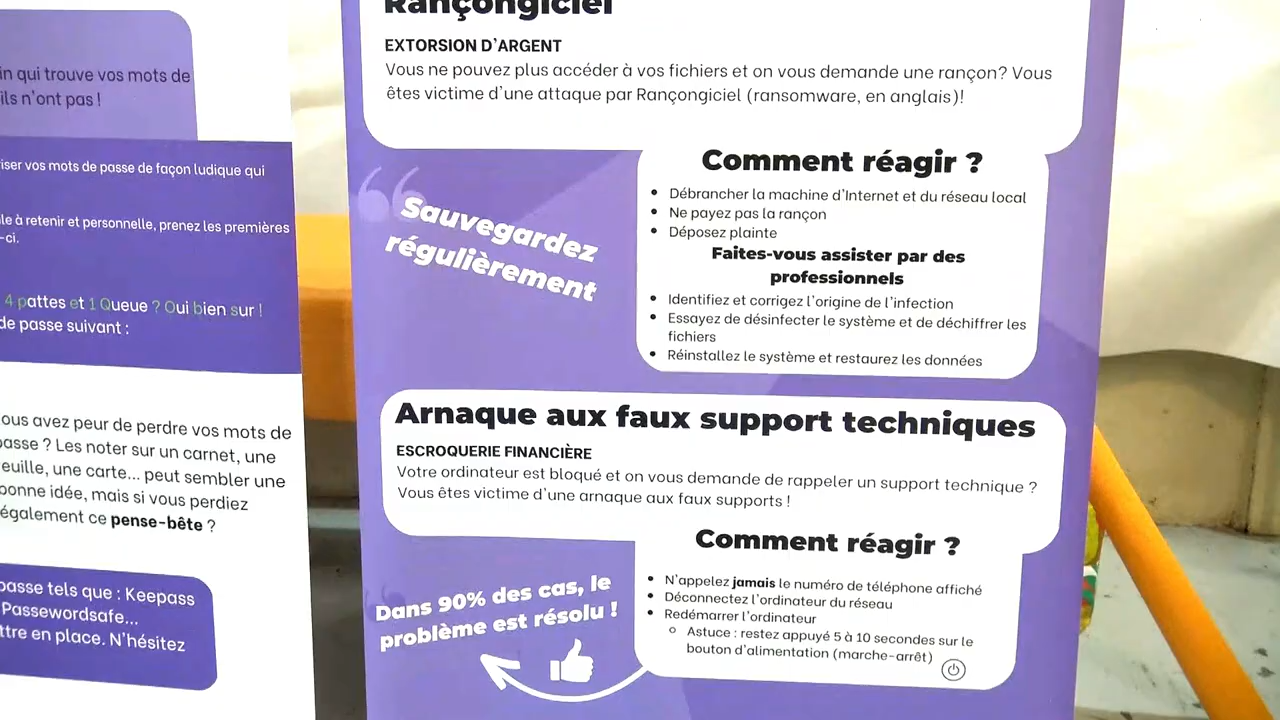 in qui trouve vos mots de
ils n'ont pas !
iser vos mots de passe de façon ludique qui
le à retenir et personnelle, prenez les premières
-ci.
4 pattes et 1 Queue ? Oui bien sur !
de passe suivant :
ous avez peur de perdre vos mots de
passe ? Les noter sur un carnet, une
euille, une carte... peut sembler une
bonne idée, mais si vous perdiez
également ce pense-bête ?
passe tels que : Keepass
Passewordsafe...
ttre en place. N'hésitez
Rançongiciel
EXTORSION D'ARGENT
Vous ne pouvez plus accéder à vos fichiers et on vous demande une rançon? Vous
êtes victime d'une attaque par Rançongiciel (ransomware, en anglais)!
“Sauvegardez
régulièrement
Comment réagir ?
• Débrancher la machine d'Internet et du réseau local
• Ne payez pas la rançon
• Déposez plainte
Faites-vous assister par des
professionnels
• Identifiez et corrigez l'origine de l'infection
• Essayez de désinfecter le système et de déchiffrer les
fichiers
• Réinstallez le système et restaurez les données
Arnaque aux faux support techniques
ESCROQUERIE FINANCIÈRE
Votre ordinateur est bloqué et on vous demande de rappeler un support technique ?
Vous êtes victime d'une arnaque aux faux supports !
Dans 90% des cas, le
problème est résolu !
Comment réagir ?
• N'appelez jamais le numéro de téléphone affiché
• Déconnectez l'ordinateur du réseau
• Redémarrer l'ordinateur
○ Astuce : restez appuyé 5 à 10 secondes sur le
bouton d'alimentation (marche-arrêt)